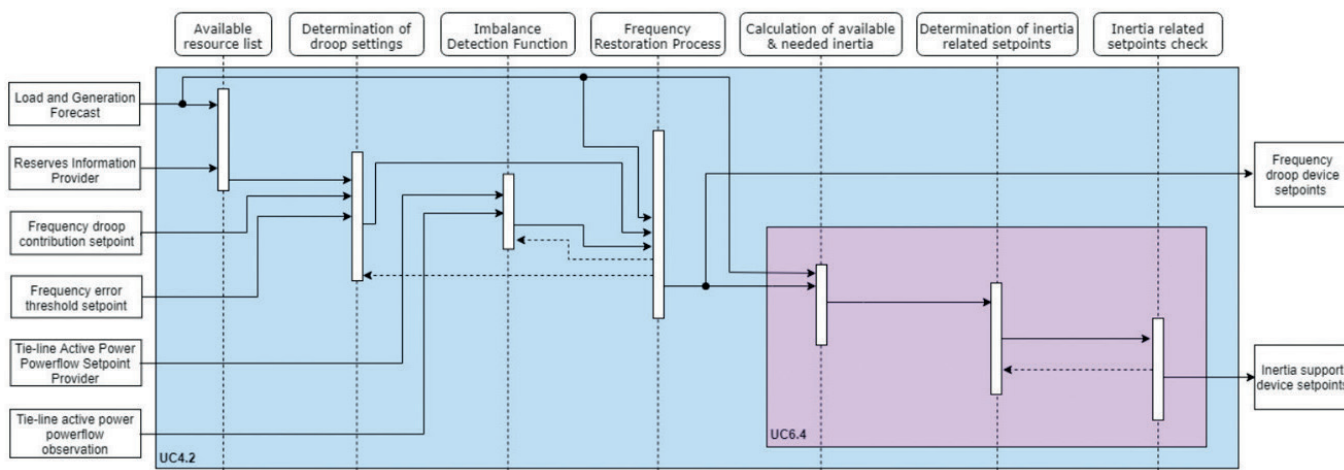 Available
resource list
Determination of
droop settings
Imbalance
Detection Function
Frequency
Restoration Process
Calculation of available
& needed inertia
Determination of inertia
related setpoints
Inertia related
setpoints check
Load and Generation
Forecast
Reserves Information
Provider
Frequency droop
contribution setpoint
Frequency error
threshold setpoint
Tie-line Active Power
Powerflow Setpoint
Provider
Tie-line active power
powerflow
observation
Frequency
droop device
setpoints
Inertia support
device setpoints
UC6.4
UC4.2